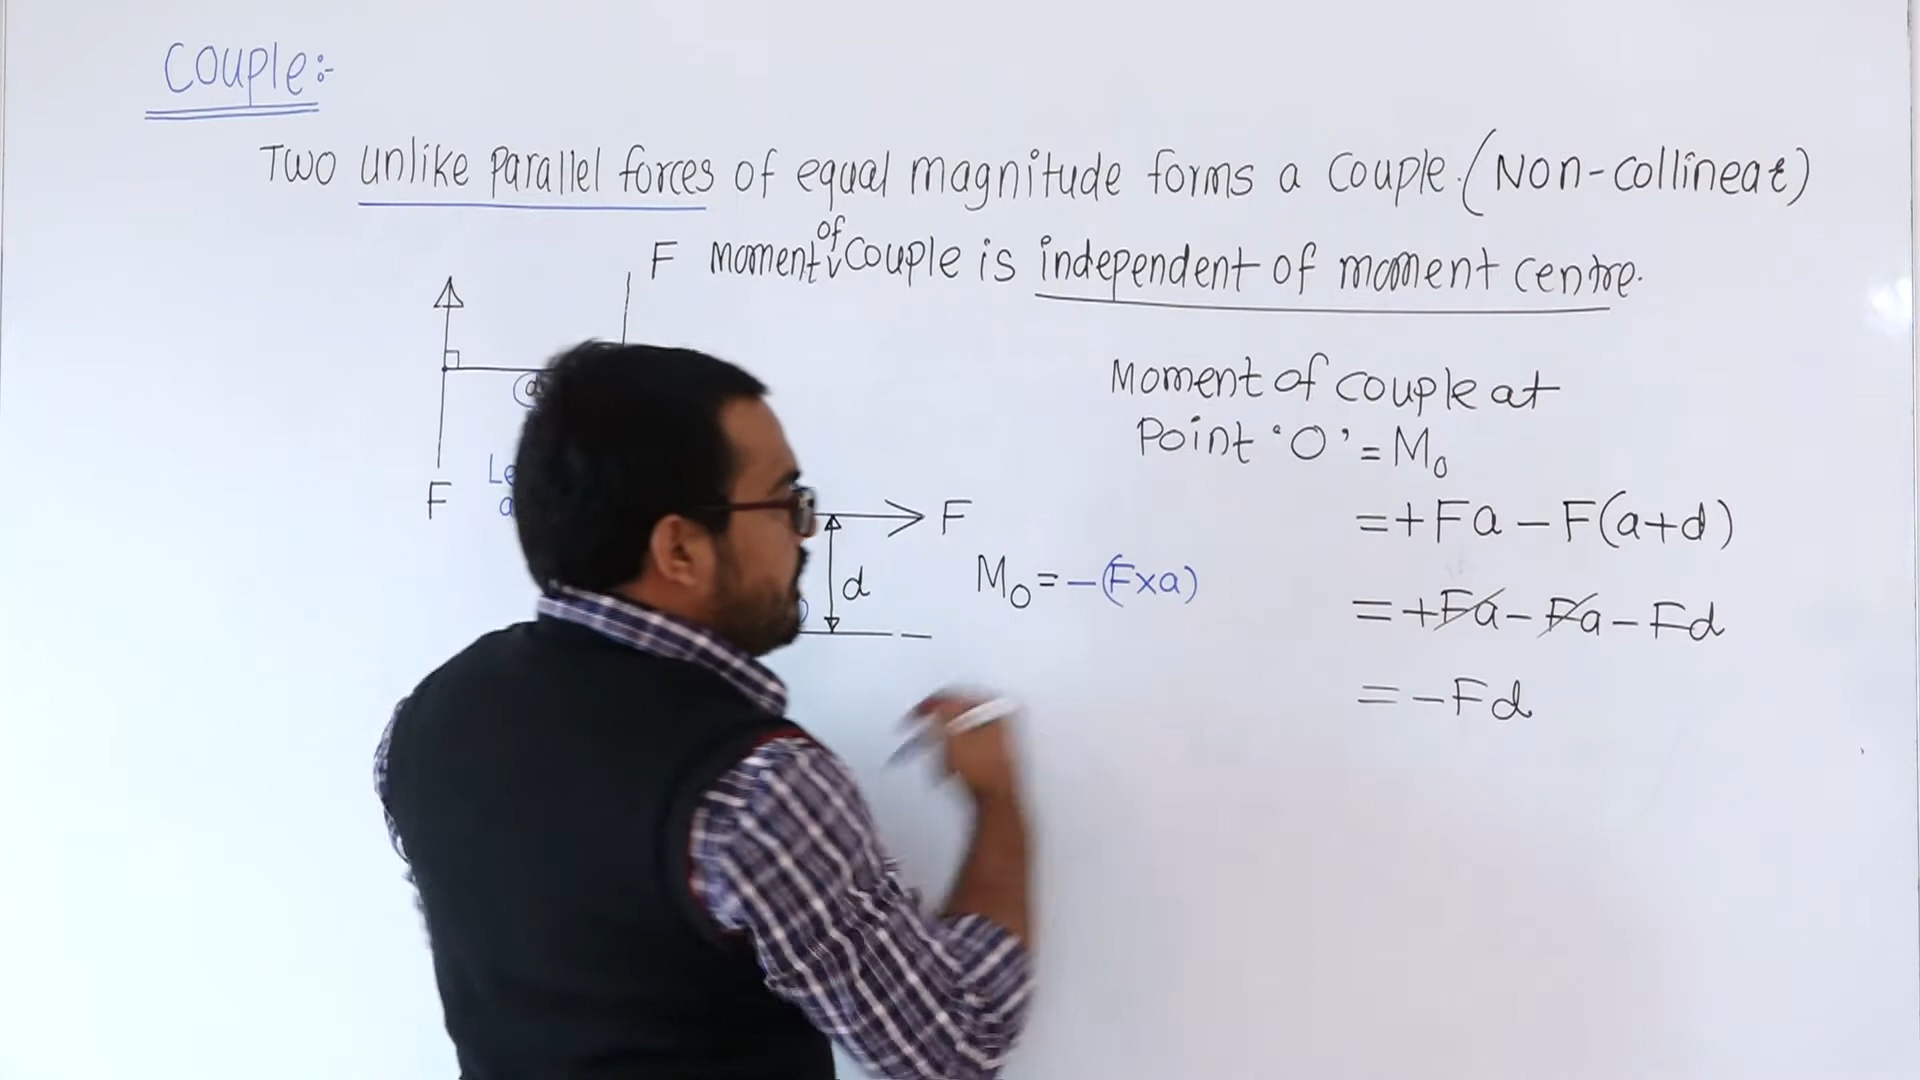 Couple:-
Two unlike parallel forces of equal magnitude forms a couple. (Non-collinear)
F Moment of Couple is independent of moment centre.
Moment of couple at
Point 'O' = M₀
= +Fa - F(a+d)
= +Fa - Fa - Fd
= -Fd
d
F
F
d
M₀ = -(F×a)